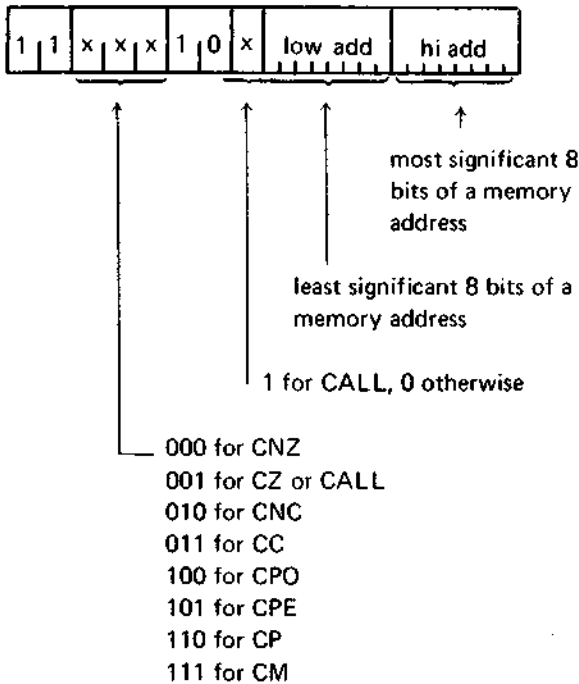 1 1 x x x 1 0 x low add hi add
most significant 8
bits of a memory
address
least significant 8 bits of a
memory address
1 for CALL, 0 otherwise
000 for CNZ
001 for CZ or CALL
010 for CNC
011 for CC
100 for CPO
101 for CPE
110 for CP
111 for CM